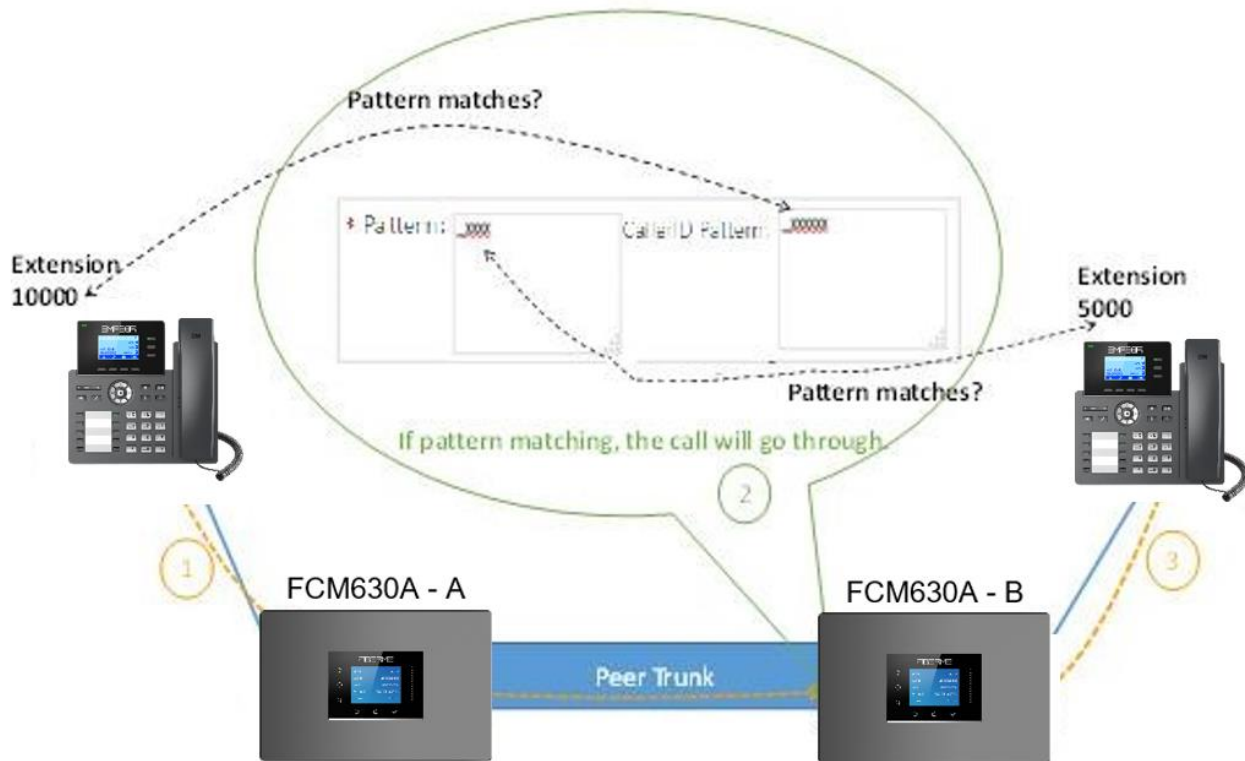 Pattern matches?
* Pattern: _XXXX
CallerID Pattern:
Extension
10000
Extension
5000
Pattern matches?
If pattern matching, the call will go through.
2
1
3
FCM630A - A
FCM630A - B
Peer Trunk